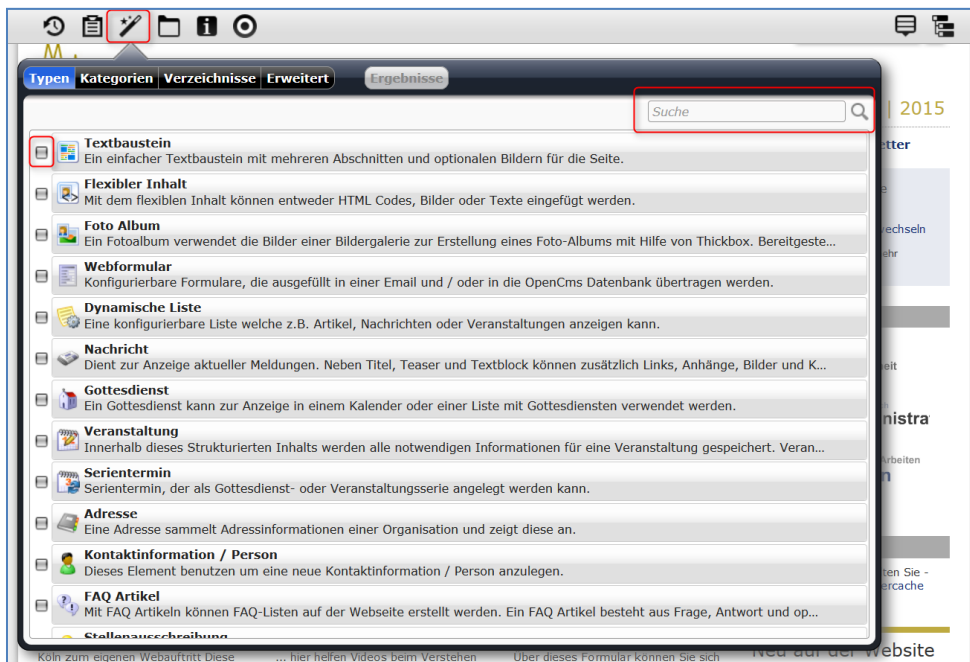 Typen Kategorien Verzeichnisse Erweitert Ergebnisse
Suche
| 2015
Textbaustein
Ein einfacher Textbaustein mit mehreren Abschnitten und optionalen Bildern für die Seite.
Flexibler Inhalt
Mit dem flexiblen Inhalt können entweder HTML Codes, Bilder oder Texte eingefügt werden.
Foto Album
Ein Fotoalbum verwendet die Bilder einer Bildergalerie zur Erstellung eines Foto-Albums mit Hilfe von Thickbox. Bereitgeste...
Webformular
Konfigurierbare Formulare, die ausgefüllt in einer Email und / oder in die OpenCms Datenbank übertragen werden.
Dynamische Liste
Eine konfigurierbare Liste welche z.B. Artikel, Nachrichten oder Veranstaltungen anzeigen kann.
Nachricht
Dient zur Anzeige aktueller Meldungen. Neben Titel, Teaser und Textblock können zusätzlich Links, Anhänge, Bilder und K...
Gottesdienst
Ein Gottesdienst kann zur Anzeige in einem Kalender oder einer Liste mit Gottesdiensten verwendet werden.
Veranstaltung
Innerhalb dieses Strukturierten Inhalts werden alle notwendigen Informationen für eine Veranstaltung gespeichert. Veran...
Serientermin
Serientermin, der als Gottesdienst- oder Veranstaltungsserie angelegt werden kann.
Adresse
Eine Adresse sammelt Adressinformationen einer Organisation und zeigt diese an.
Kontaktinformation / Person
Dieses Element benutzen um eine neue Kontaktinformation / Person anzulegen.
FAQ Artikel
Mit FAQ Artikeln können FAQ-Listen auf der Webseite erstellt werden. Ein FAQ Artikel besteht aus Frage, Antwort und op...
Stellenausschreibung
etter
wechseln
ehr
eit
nistra
Arbeiten
n
ten Sie -
ercache
Neu auf der Website
Köln zum eigenen Webauftritt Diese
... hier helfen Videos beim Verstehen
Über dieses Formular können Sie sich